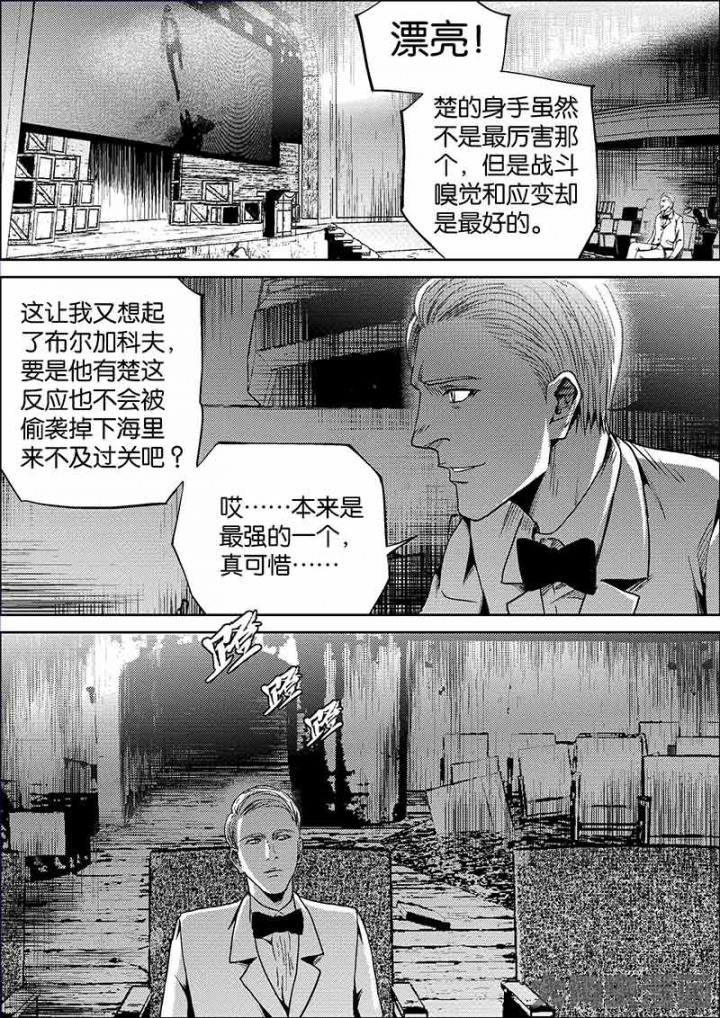 漂亮!
楚的身手虽然
不是最厉害那
个，但是战斗
嗅觉和应变却
是最好的。
这让我又想起
了布尔加科夫，
要是他有楚这
反应也不会被
偷袭掉下海里
来不及过关吧？
哎……本来是
最强的一个，
真可惜……
蹬
蹬
蹬